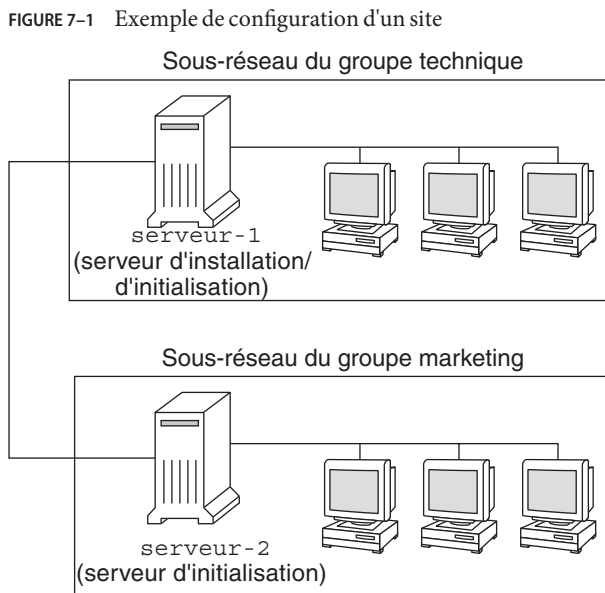 FIGURE 7–1 Exemple de configuration d'un site
Sous-réseau du groupe technique
serveur-1
(serveur d'installation/
d'initialisation)
Sous-réseau du groupe marketing
serveur-2
(serveur d'initialisation)